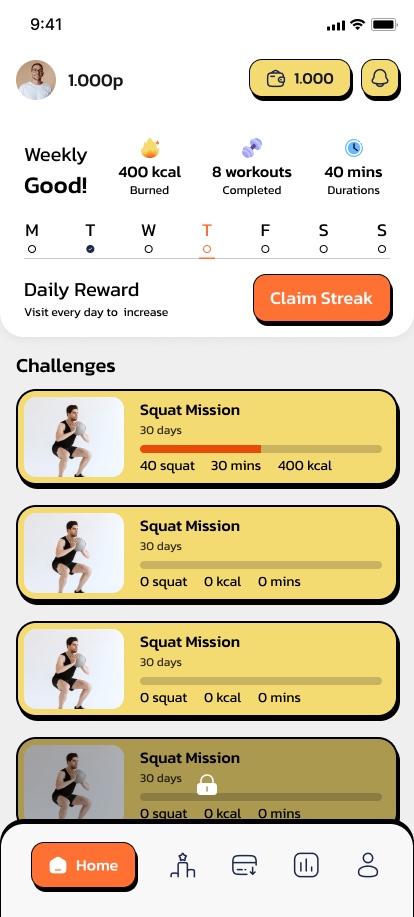 9:41
1.000p
1.000
Weekly
Good!
400 kcal
Burned
8 workouts
Completed
40 mins
Durations
M T W T F S S
Daily Reward
Visit every day to increase
Claim Streak
Challenges
Squat Mission
30 days
40 squat 30 mins 400 kcal
Squat Mission
30 days
0 squat 0 kcal 0 mins
Squat Mission
30 days
0 squat 0 kcal 0 mins
Squat Mission
30 days
0 squat 0 kcal 0 mins
Home